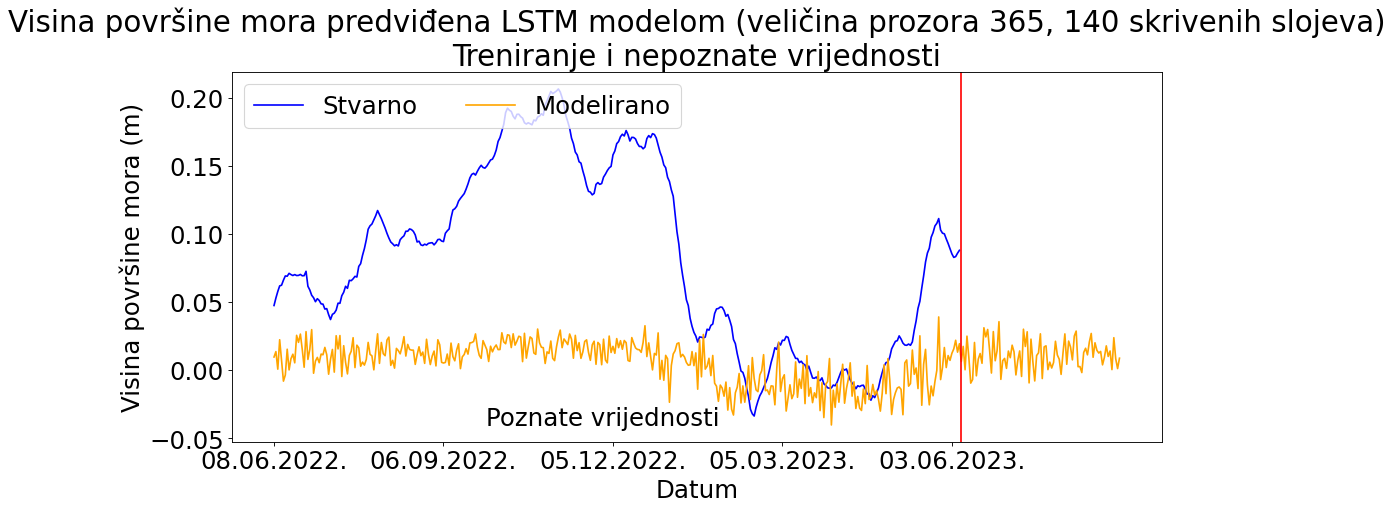 Visina površine mora predviđena LSTM modelom (veličina prozora 365, 140 skrivenih slojeva)
Treniranje i nepoznate vrijednosti
Stvarno
Modelirano
Visina površine mora (m)
0.20
0.15
0.10
0.05
0.00
−0.05
Poznate vrijednosti
08.06.2022.
06.09.2022.
05.12.2022.
05.03.2023.
03.06.2023.
Datum